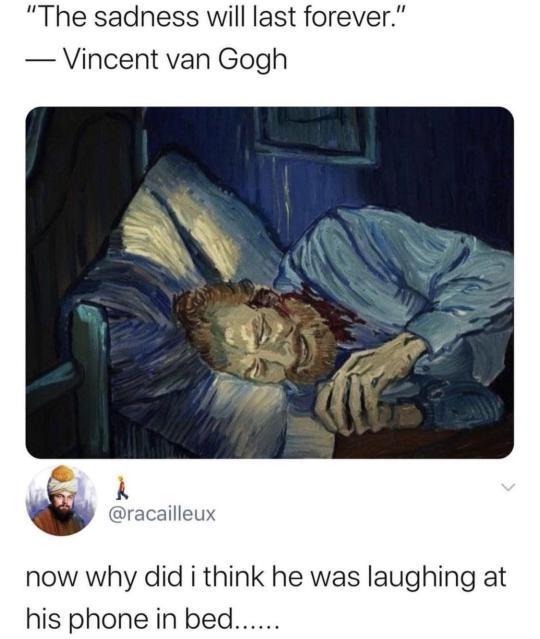 "The sadness will last forever."
— Vincent van Gogh
@racailleux
now why did i think he was laughing at
his phone in bed......